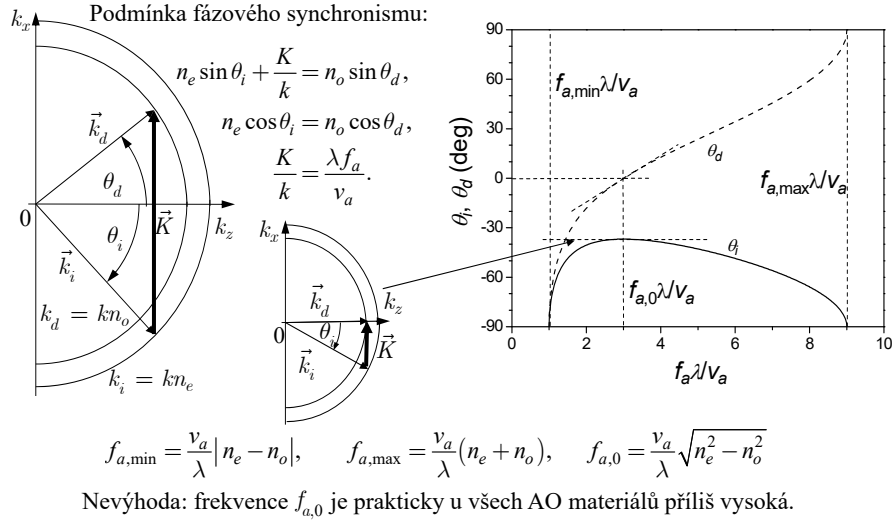 Podmínka fázového synchronismu:
n_e sin θ_i + K/k = n_o sin θ_d,
n_e cos θ_i = n_o cos θ_d,
K/k = λf_a/v_a.
k_x
k⃗_d
θ_d
0
K⃗
k_z
θ_i
k⃗_i
k_d = kn_o
k_i = kn_e
k_x
k⃗_d
k_z
0
θ_i
k⃗_i
K⃗
90
60
30
0
-30
-60
-90
θ_i, θ_d (deg)
f_a,min λ/v_a
θ_d
f_a,max λ/v_a
θ_i
f_a,0 λ/v_a
0 2 4 6 8 10
f_a λ/v_a
f_a,min = v_a/λ |n_e − n_o|, f_a,max = v_a/λ (n_e + n_o), f_a,0 = v_a/λ √(n_e² − n_o²)
Nevýhoda: frekvence f_a,0 je prakticky u všech AO materiálů příliš vysoká.